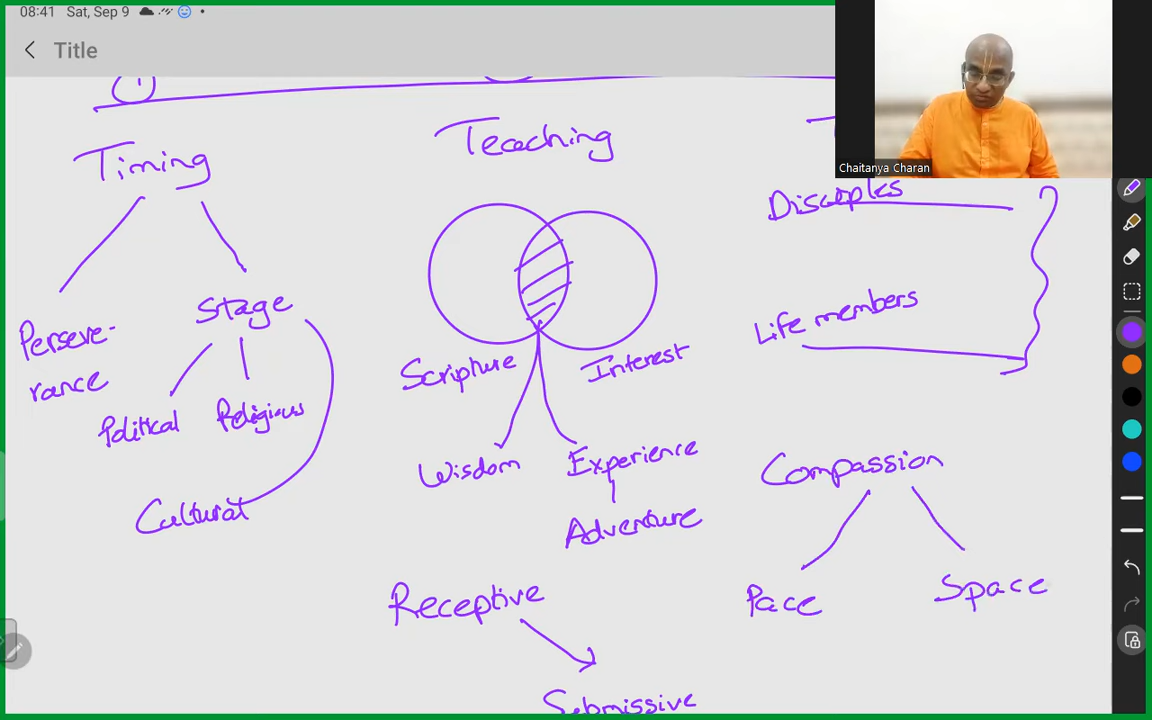 08:41 Sat, Sep 9
Title
Chaitanya Charan
1
Timing
Perseve-
rance
Stage
Political
Religious
Cultural
Teaching
Scripture
Interest
Wisdom
Experience
Adventure
Receptive
Submissive
Disciples
Life members
Compassion
Pace
Space